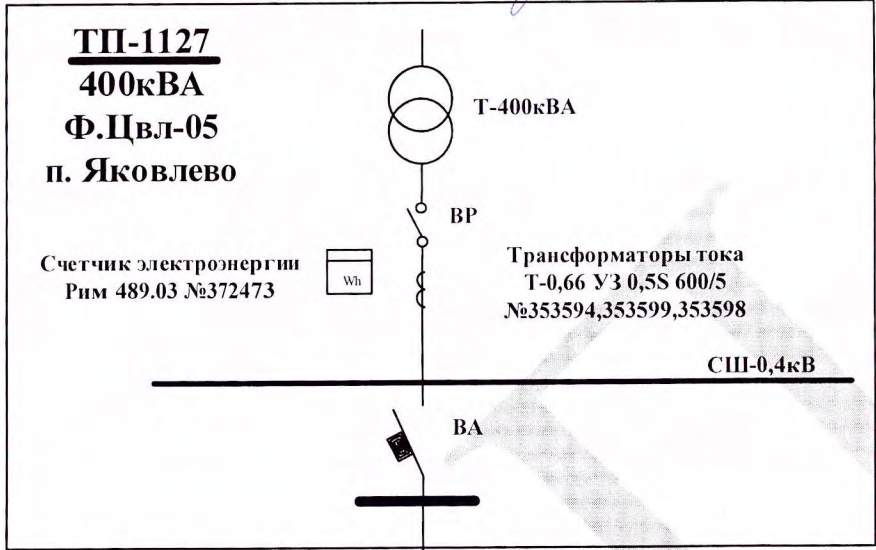 ТП-1127
400кВА
Ф.Цвл-05
п. Яковлево
Т-400кВА
ВР
Счетчик электроэнергии
Рим 489.03 №372473
Wh
Трансформаторы тока
Т-0,66 У3 0,5S 600/5
№353594,353599,353598
СШ-0,4кВ
ВА